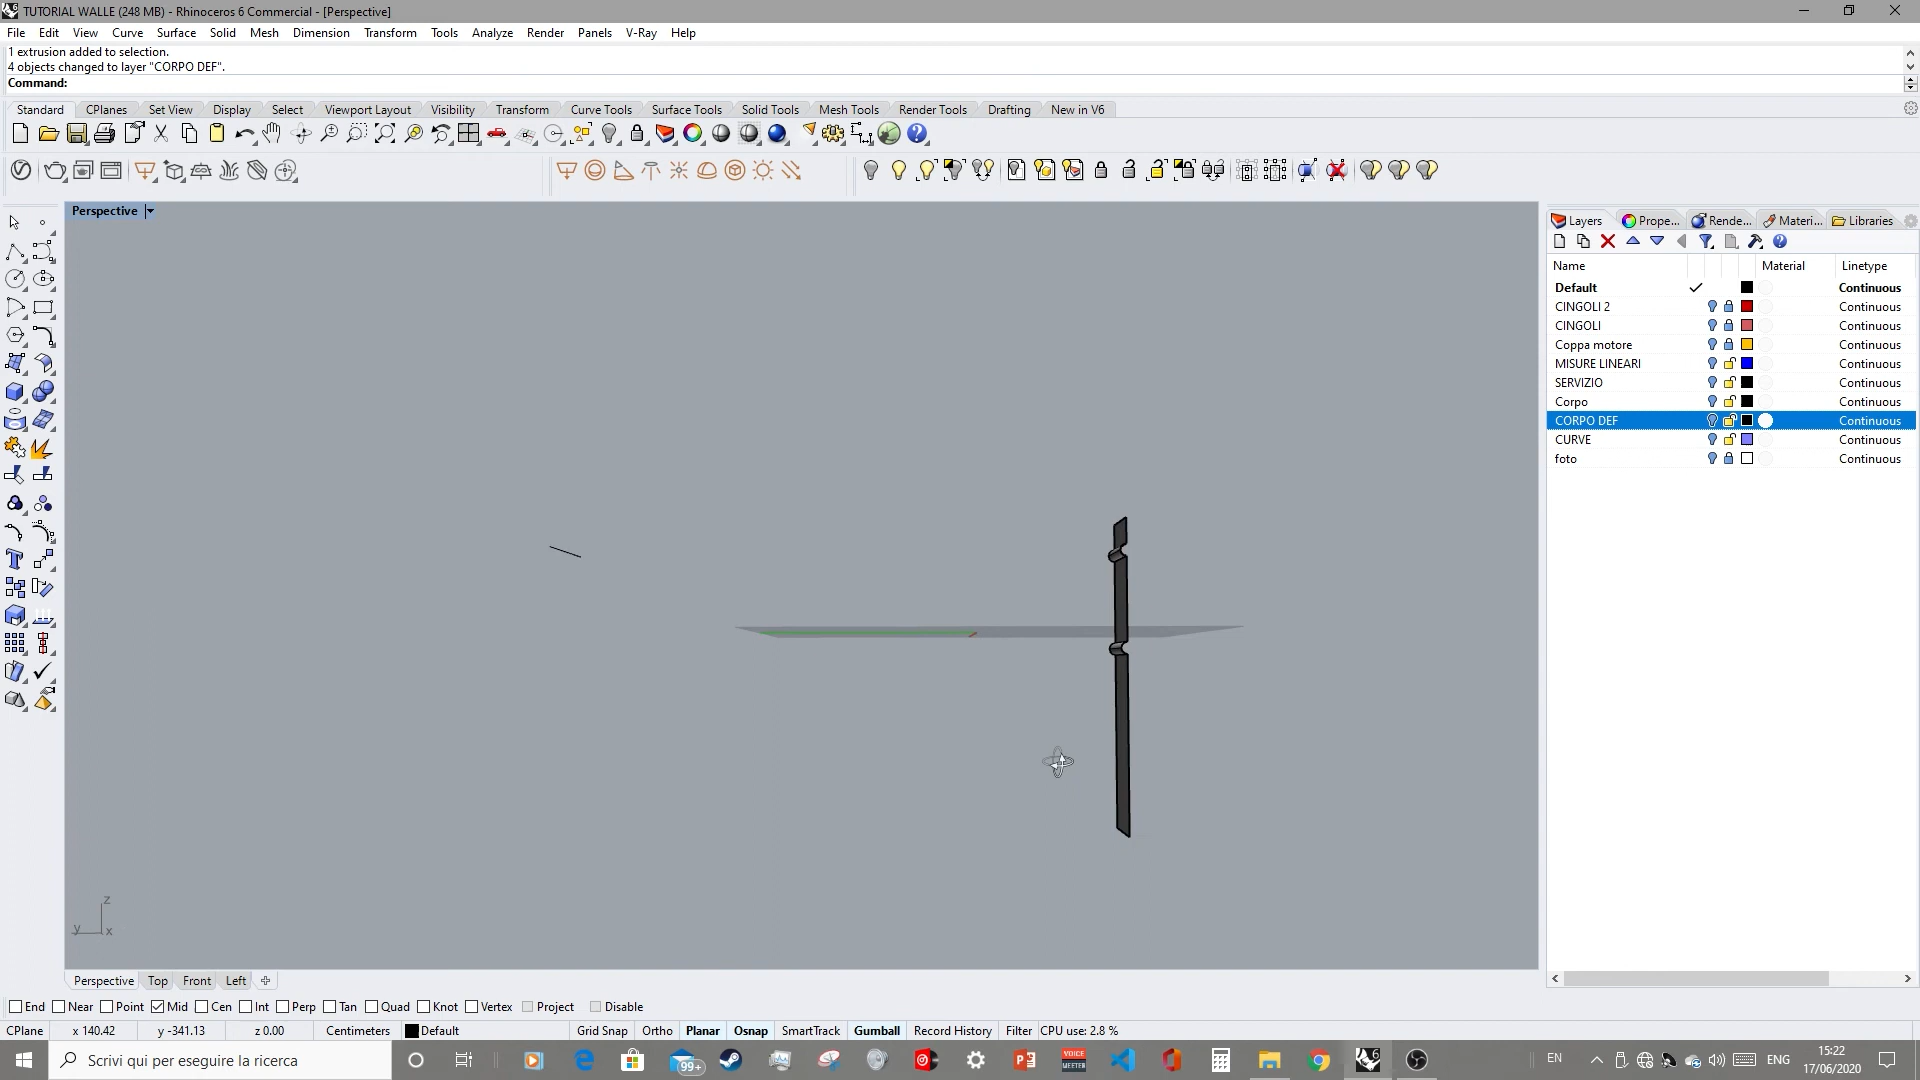 TUTORIAL WALLE (248 MB) - Rhinoceros 6 Commercial - [Perspective]
File Edit View Curve Surface Solid Mesh Dimension Transform Tools Analyze Render Panels V-Ray Help
1 extrusion added to selection.
4 objects changed to layer "CORPO DEF".
Command:
Standard CPlanes Set View Display Select Viewport Layout Visibility Transform Curve Tools Surface Tools Solid Tools Mesh Tools Render Tools Drafting New in V6
Perspective
Layers Prope... Rende... Materi... Libraries
Name Material Linetype
Default Continuous
CINGOLI 2 Continuous
CINGOLI Continuous
Coppa motore Continuous
MISURE LINEARI Continuous
SERVIZIO Continuous
Corpo Continuous
CORPO DEF Continuous
CURVE Continuous
foto Continuous
z
y x
Perspective Top Front Left
End Near Point Mid Cen Int Perp Tan Quad Knot Vertex Project Disable
CPlane x 140.42 y -341.13 z 0.00 Centimeters Default Grid Snap Ortho Planar Osnap SmartTrack Gumball Record History Filter CPU use: 2.8 %
Scrivi qui per eseguire la ricerca 99+ VOICE MEETER EN ENG 15:22
17/06/2020